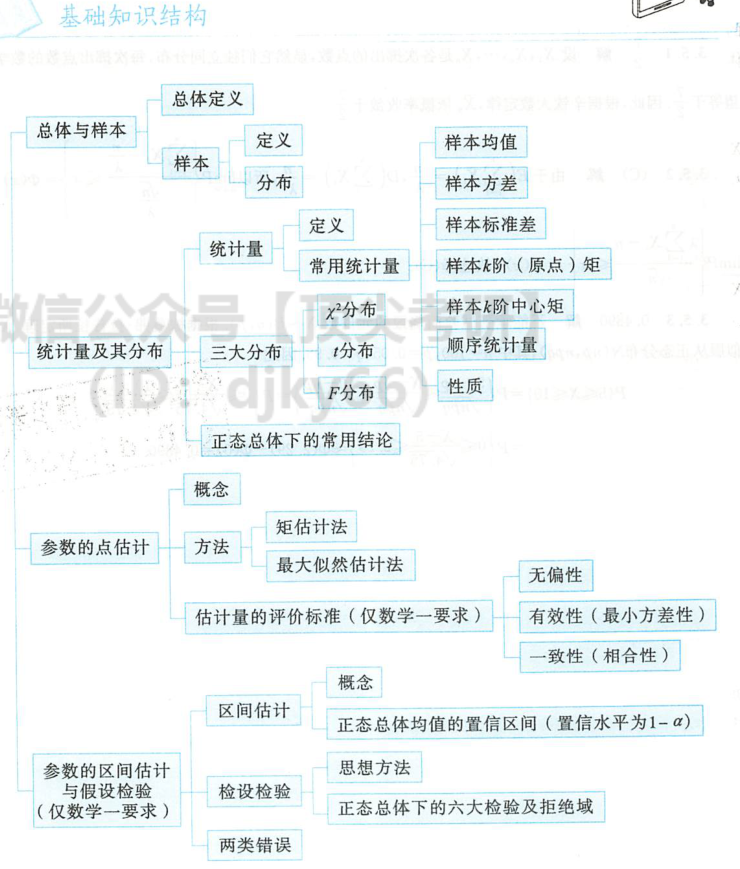 基础知识结构
总体与样本
总体定义
样本
定义
分布
统计量及其分布
统计量
定义
常用统计量
样本均值
样本方差
样本标准差
样本k阶（原点）矩
样本k阶中心矩
顺序统计量
性质
三大分布
χ²分布
t分布
F分布
正态总体下的常用结论
微信公众号【顶尖考研】
(ID: djky66)
参数的点估计
概念
方法
矩估计法
最大似然估计法
估计量的评价标准（仅数学一要求）
无偏性
有效性（最小方差性）
一致性（相合性）
参数的区间估计
与假设检验
（仅数学一要求）
区间估计
概念
正态总体均值的置信区间（置信水平为1-α）
检设检验
思想方法
正态总体下的六大检验及拒绝域
两类错误